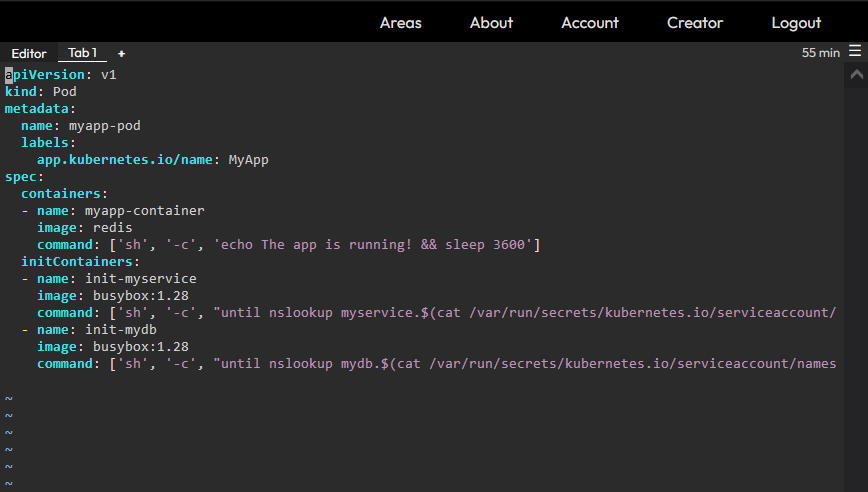 Areas About Account Creator Logout
Editor Tab 1 + 55 min ☰
apiVersion: v1
kind: Pod
metadata:
  name: myapp-pod
  labels:
    app.kubernetes.io/name: MyApp
spec:
  containers:
  - name: myapp-container
    image: redis
    command: ['sh', '-c', 'echo The app is running! && sleep 3600']
  initContainers:
  - name: init-myservice
    image: busybox:1.28
    command: ['sh', '-c', "until nslookup myservice.$(cat /var/run/secrets/kubernetes.io/serviceaccount/
  - name: init-mydb
    image: busybox:1.28
    command: ['sh', '-c', "until nslookup mydb.$(cat /var/run/secrets/kubernetes.io/serviceaccount/names
~
~
~
~
~
~